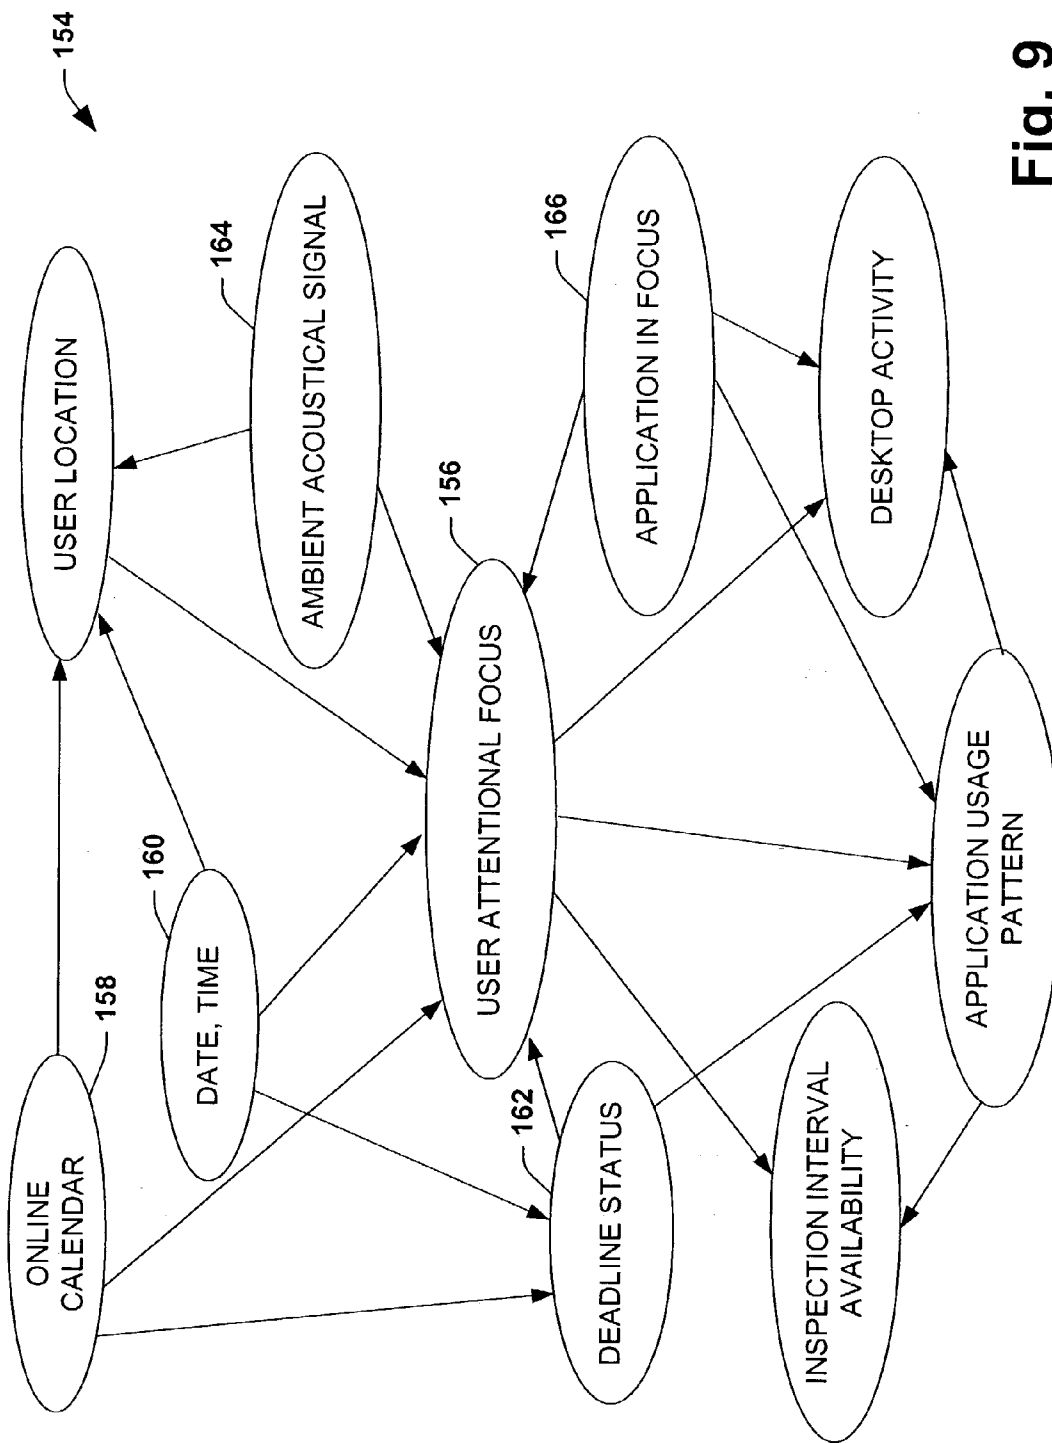 154
ONLINE
CALENDAR
158
USER LOCATION
DATE, TIME
160
164
AMBIENT ACOUSTICAL SIGNAL
156
USER ATTENTIONAL FOCUS
162
DEADLINE STATUS
166
APPLICATION IN FOCUS
INSPECTION INTERVAL
AVAILABILITY
APPLICATION USAGE
PATTERN
DESKTOP ACTIVITY
Fig. 9